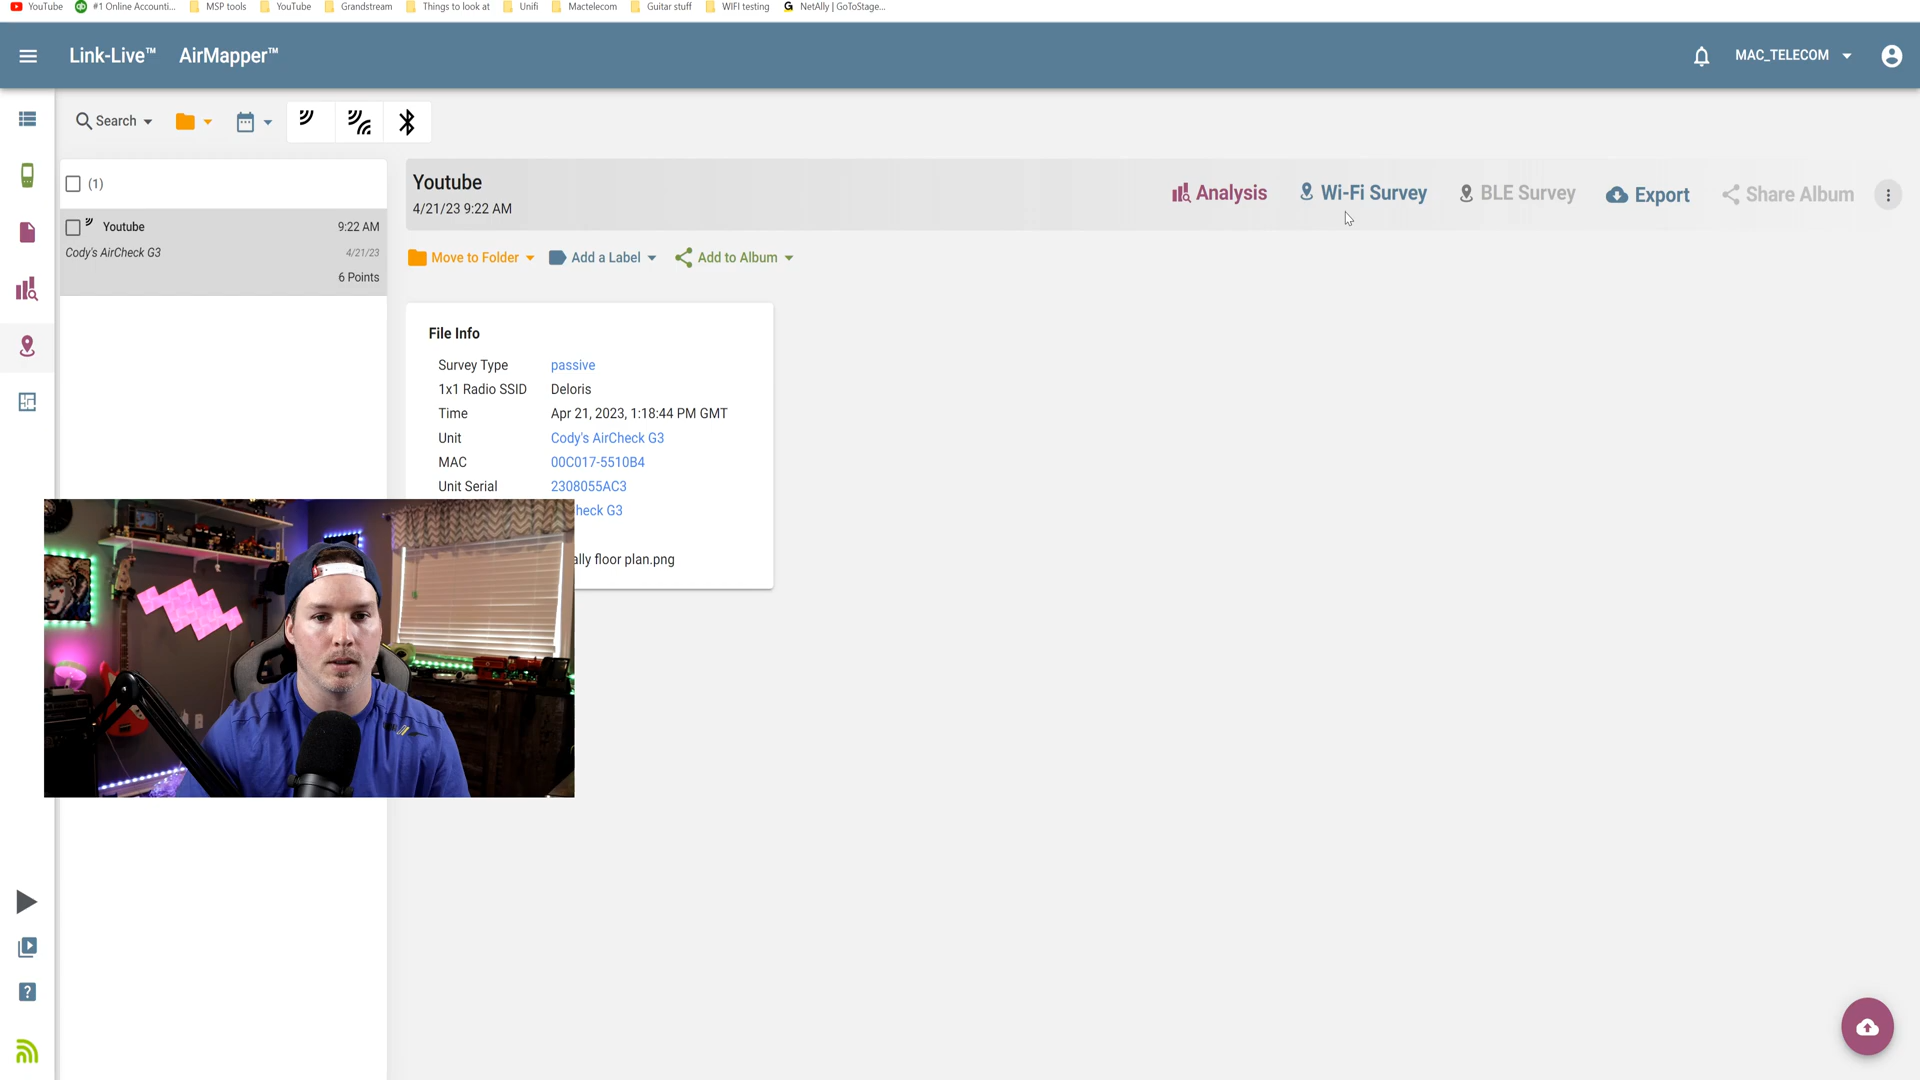 YouTube #1 Online Accounti... MSP tools YouTube Grandstream Things to look at Unifi Mactelecom Guitar stuff WIFI testing NetAlly | GoToStage...
Link-Live™ AirMapper™ MAC_TELECOM
Search
(1)
Youtube 9:22 AM
Cody's AirCheck G3 4/21/23
6 Points
Youtube
4/21/23 9:22 AM
Analysis Wi-Fi Survey BLE Survey Export Share Album
Move to Folder Add a Label Add to Album
File Info
Survey Type passive
1x1 Radio SSID Deloris
Time Apr 21, 2023, 1:18:44 PM GMT
Unit Cody's AirCheck G3
MAC 00C017-5510B4
Unit Serial 2308055AC3
heck G3
ally floor plan.png